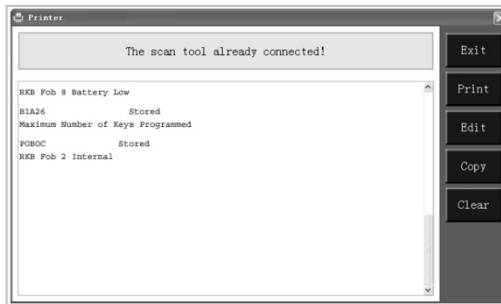 Printer
The scan tool already connected!
RKB Fob 8 Battery Low
B1A26 Stored
Maximum Number of Keys Programmed
POBOC Stored
RKB Fob 2 Internal
Exit
Print
Edit
Copy
Clear